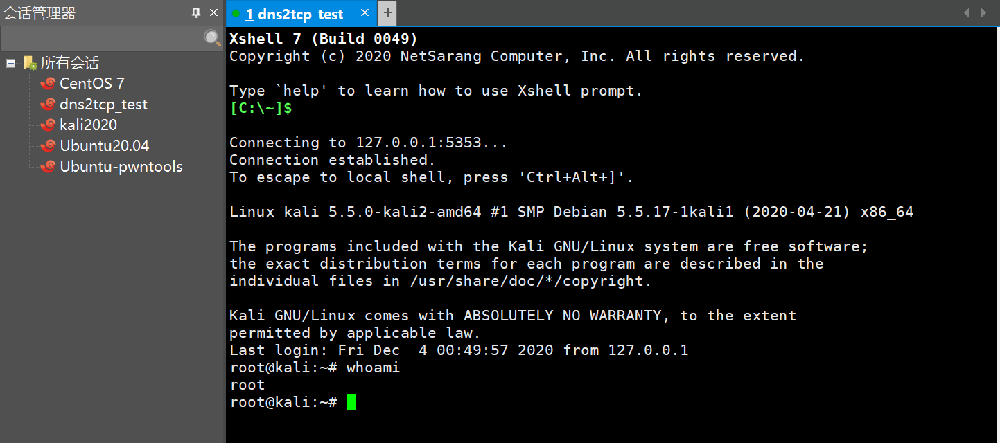 会话管理器
所有会话
CentOS 7
dns2tcp_test
kali2020
Ubuntu20.04
Ubuntu-pwntools
1 dns2tcp_test
Xshell 7 (Build 0049)
Copyright (c) 2020 NetSarang Computer, Inc. All rights reserved.
Type `help' to learn how to use Xshell prompt.
[C:\~]$
Connecting to 127.0.0.1:5353...
Connection established.
To escape to local shell, press 'Ctrl+Alt+]'.
Linux kali 5.5.0-kali2-amd64 #1 SMP Debian 5.5.17-1kali1 (2020-04-21) x86_64
The programs included with the Kali GNU/Linux system are free software;
the exact distribution terms for each program are described in the
individual files in /usr/share/doc/*/copyright.
Kali GNU/Linux comes with ABSOLUTELY NO WARRANTY, to the extent
permitted by applicable law.
Last login: Fri Dec  4 00:49:57 2020 from 127.0.0.1
root@kali:~# whoami
root
root@kali:~#